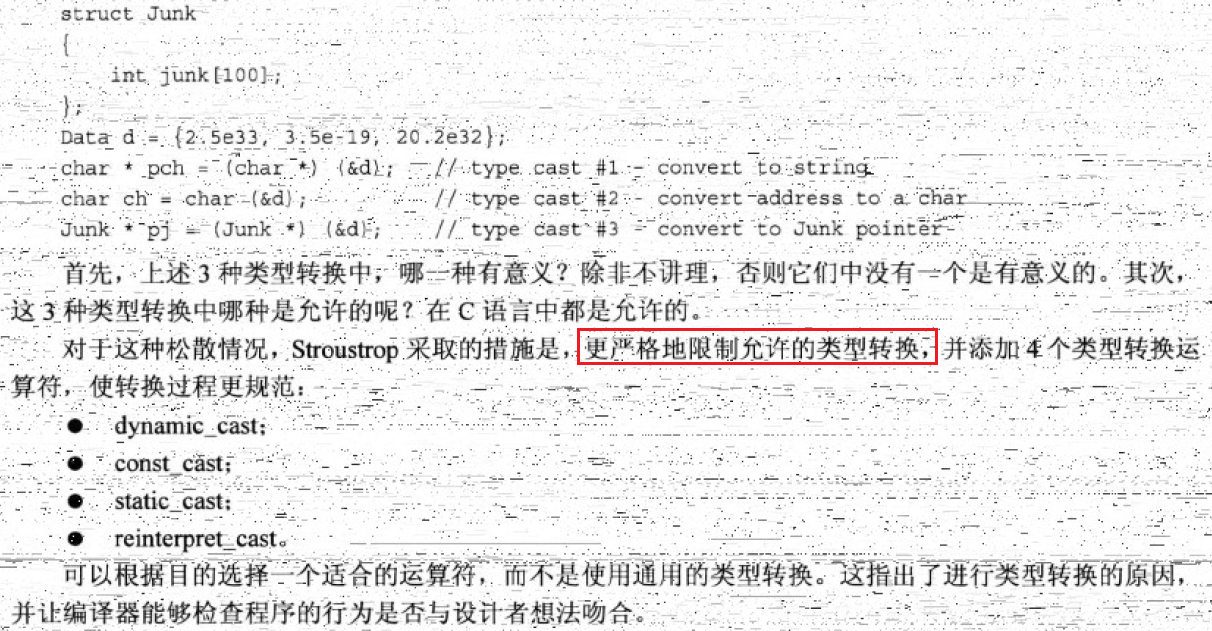 struct Junk
{
int junk[100];
};
Data d = {2.5e33, 3.5e-19, 20.2e32};
char * pch = (char *) (&d); // type cast #1 - convert to string
char ch = char (&d); // type cast #2 - convert address to a char
Junk * pj = (Junk *) (&d); // type cast #3 - convert to Junk pointer
首先，上述 3 种类型转换中，哪一种有意义？除非不讲理，否则它们中没有一个是有意义的。其次，
这 3 种类型转换中哪种是允许的呢？在 C 语言中都是允许的。
对于这种松散情况，Stroustrop 采取的措施是，更严格地限制允许的类型转换，并添加 4 个类型转换运
算符，使转换过程更规范：
● dynamic_cast；
● const_cast；
● static_cast；
● reinterpret_cast。
可以根据目的选择一个适合的运算符，而不是使用通用的类型转换。这指出了进行类型转换的原因，
并让编译器能够检查程序的行为是否与设计者想法吻合。